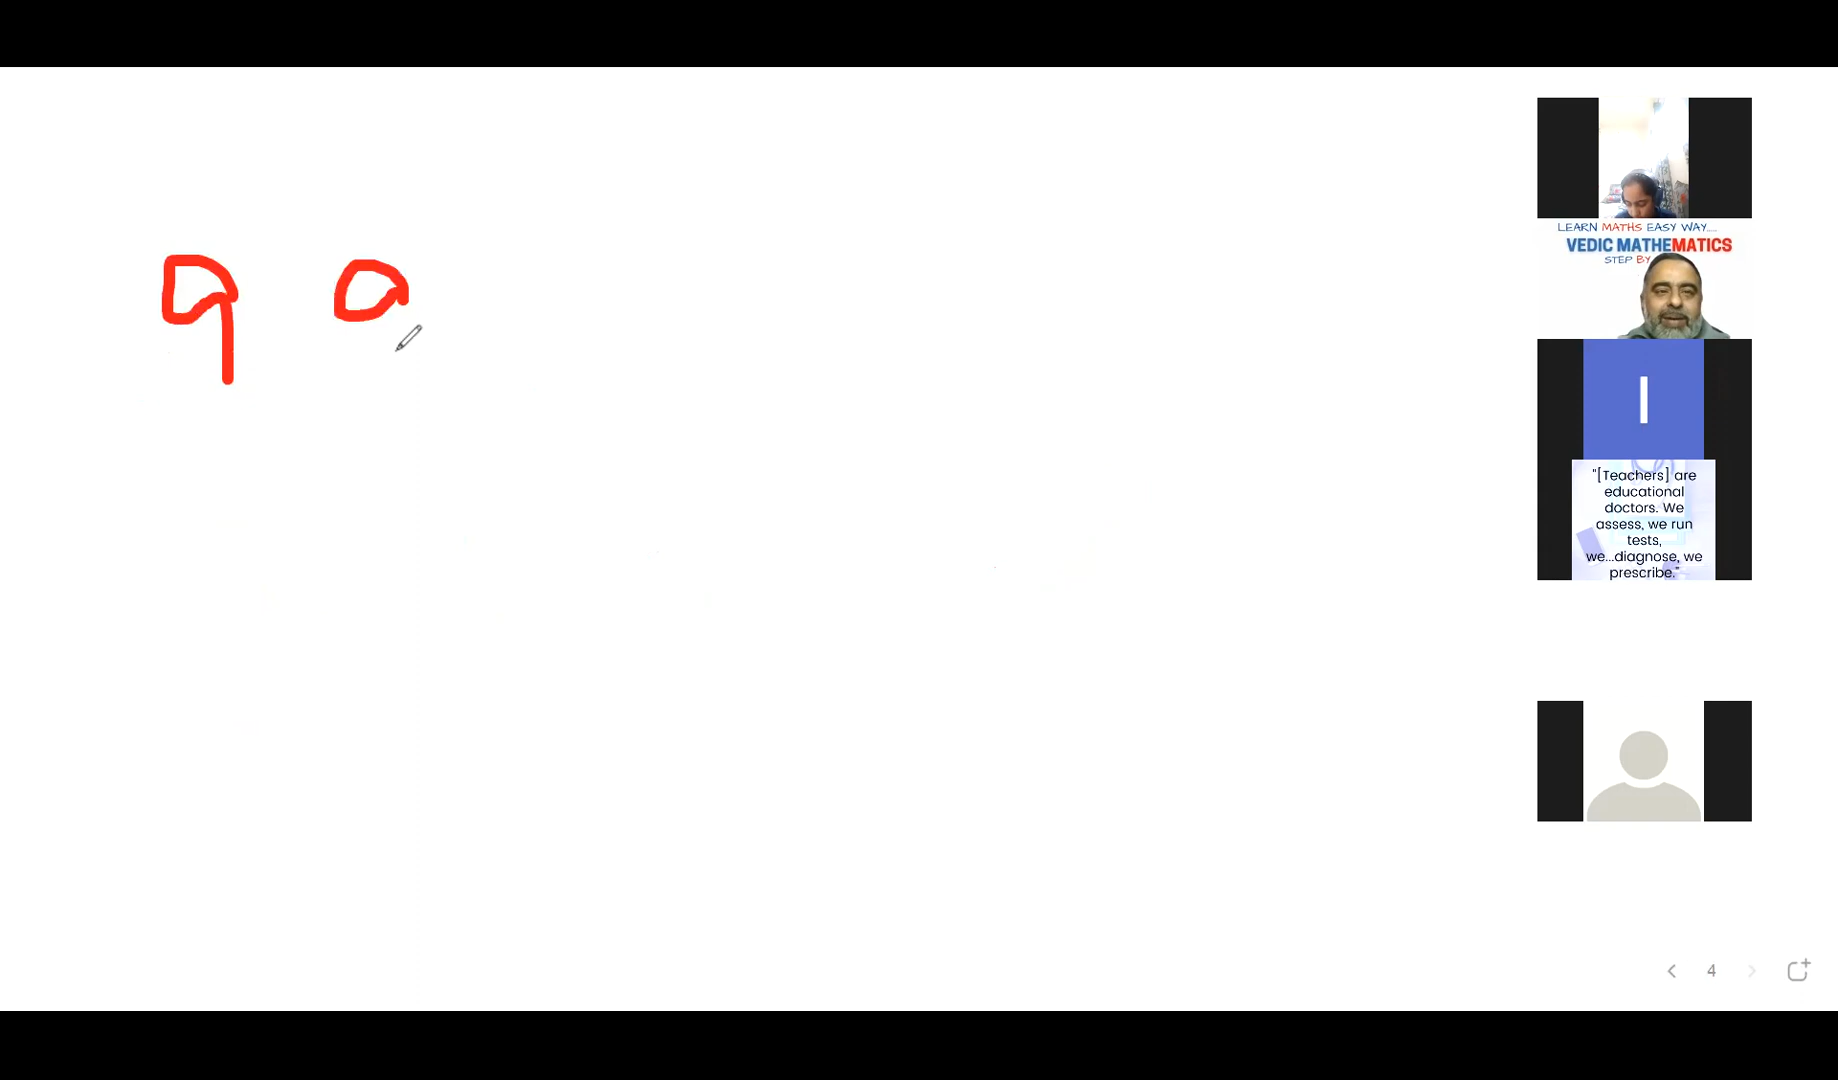 9
LEARN MATHS EASY WAY....
VEDIC MATHEMATICS
STEP BY
I
"[Teachers] are
educational
doctors. We
assess, we run
tests,
we...diagnose, we
prescribe."
4